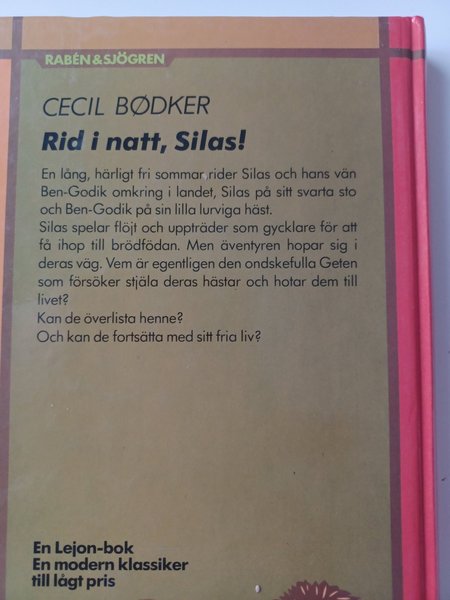 RABÉN & SJÖGREN
CECIL BØDKER
Rid i natt, Silas!
En lång, härligt fri sommar rider Silas och hans vän
Ben-Godik omkring i landet, Silas på sitt svarta sto
och Ben-Godik på sin lilla lurviga häst.
Silas spelar flöjt och uppträder som gycklare för att
få ihop till brödfödan. Men äventyren hopar sig i
deras väg. Vem är egentligen den ondskefulla Geten
som försöker stjäla deras hästar och hotar dem till
livet?
Kan de överlista henne?
Och kan de fortsätta med sitt fria liv?
En Lejon-bok
En modern klassiker
till lågt pris